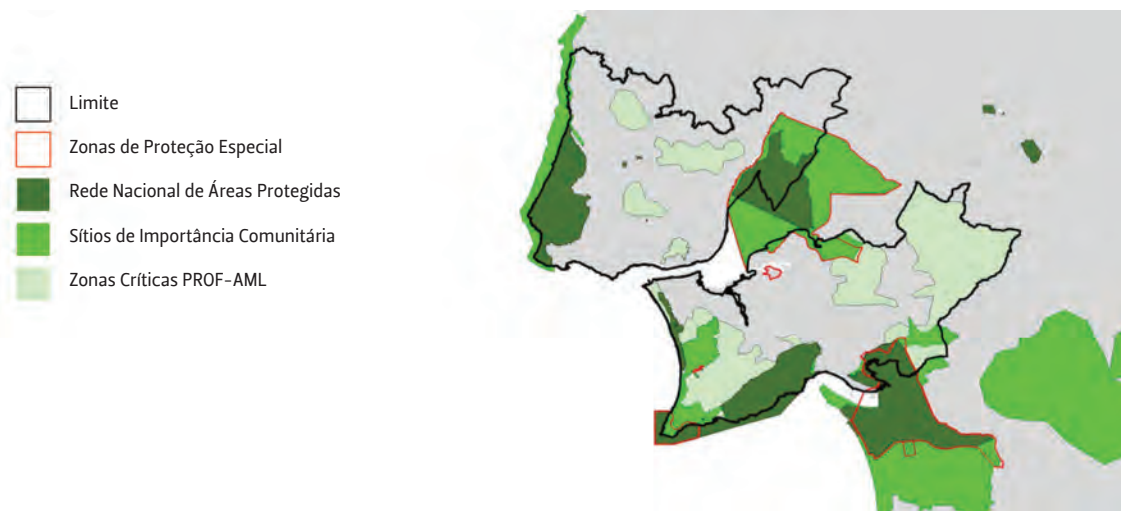 Limite
Zonas de Proteção Especial
Rede Nacional de Áreas Protegidas
Sítios de Importância Comunitária
Zonas Críticas PROF-AML